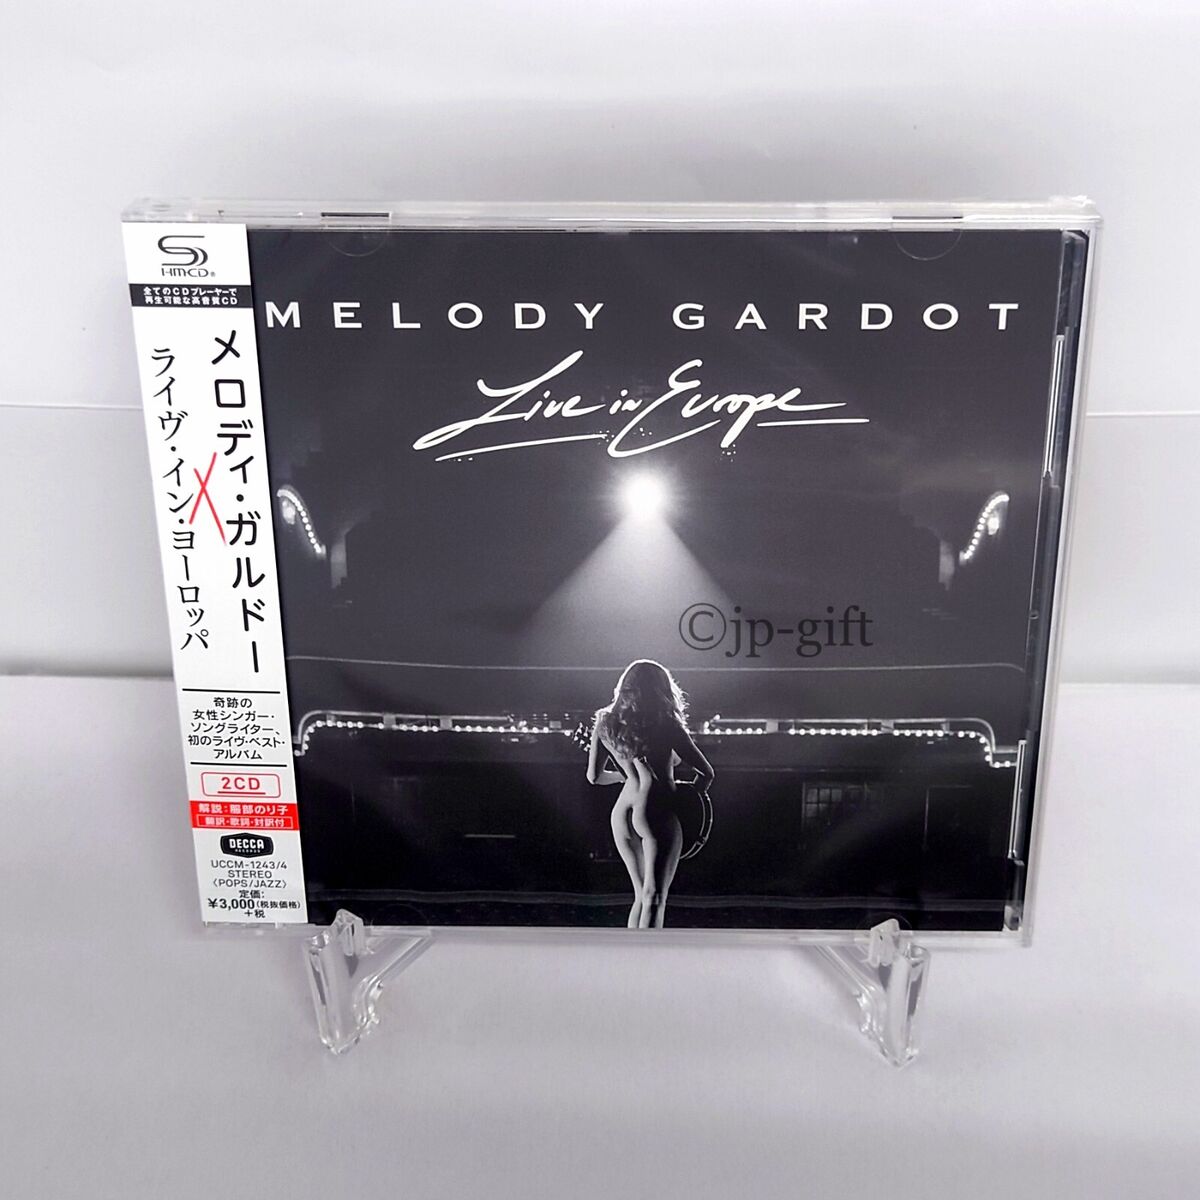 SHM-CD®
全てのCDプレーヤーで
再生可能な高音質CD
メロディ・ガルドー
ライヴ・イン・ヨーロッパ
奇跡の
女性シンガー・
ソングライター、
初のライヴ・ベスト・
アルバム
2CD
解説：服部のり子
翻訳・歌詞・対訳付
DECCA
RECORDS
UCCM-1243/4
STEREO
〈POPS/JAZZ〉
定価：
¥3,000(税抜価格)
+税
MELODY GARDOT
Live in Europe
©jp-gift